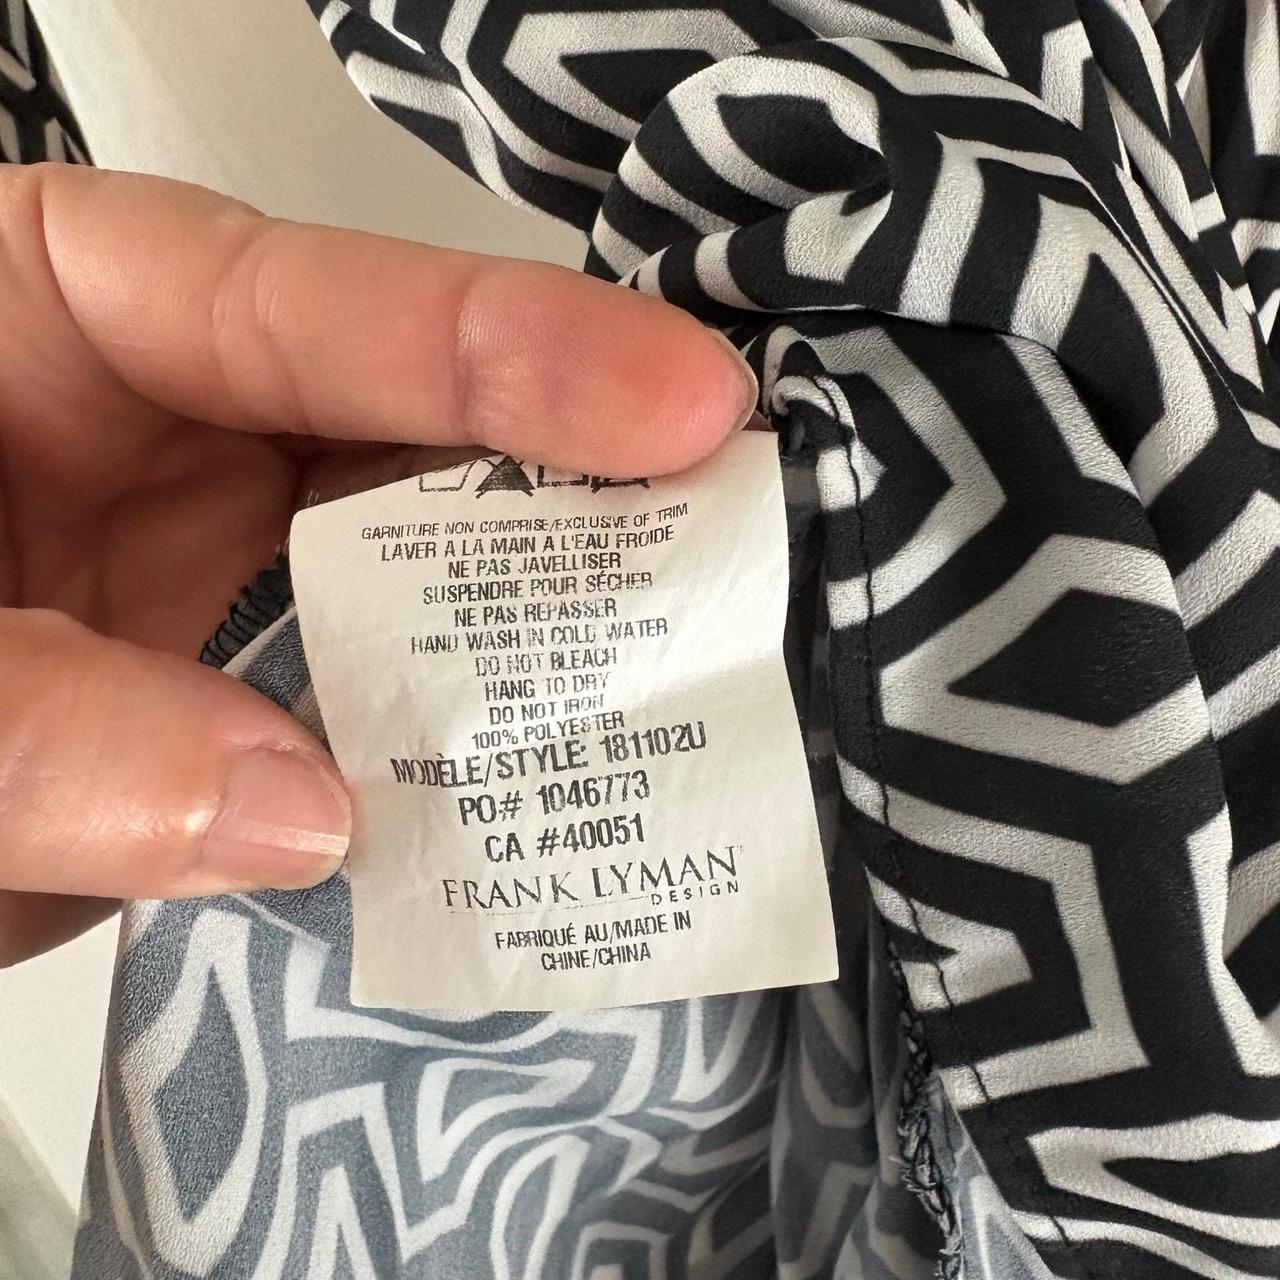 GARNITURE NON COMPRISE/EXCLUSIVE OF TRIM
LAVER A LA MAIN A L'EAU FROIDE
NE PAS JAVELLISER
SUSPENDRE POUR SÉCHER
NE PAS REPASSER
HAND WASH IN COLD WATER
DO NOT BLEACH
HANG TO DRY
DO NOT IRON
100% POLYESTER
MODÈLE/STYLE: 181102U
PO# 1046773
CA #40051
FRANK LYMAN
DESIGN
FABRIQUÉ AU/MADE IN
CHINE/CHINA